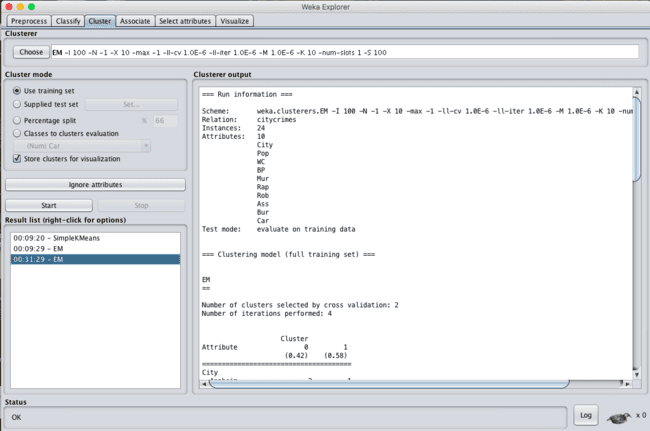 Weka Explorer
Preprocess Classify Cluster Associate Select attributes Visualize
Clusterer
Choose EM -I 100 -N -1 -X 10 -max -1 -ll-cv 1.0E-6 -ll-iter 1.0E-6 -M 1.0E-6 -K 10 -num-slots 1 -S 100
Cluster mode
Use training set
Supplied test set Set...
Percentage split % 66
Classes to clusters evaluation
(Num) Car
Store clusters for visualization
Ignore attributes
Start Stop
Result list (right-click for options)
00:09:20 - SimpleKMeans
00:09:29 - EM
00:31:29 - EM
Clusterer output
=== Run information ===
Scheme: weka.clusterers.EM -I 100 -N -1 -X 10 -max -1 -ll-cv 1.0E-6 -ll-iter 1.0E-6 -M 1.0E-6 -K 10 -num
Relation: citycrimes
Instances: 24
Attributes: 10
City
Pop
WC
BP
Mur
Rap
Rob
Ass
Bur
Car
Test mode: evaluate on training data
=== Clustering model (full training set) ===
EM
==
Number of clusters selected by cross validation: 2
Number of iterations performed: 4
Cluster
Attribute 0 1
(0.42) (0.58)
======================================
City
Status
OK
Log x 0